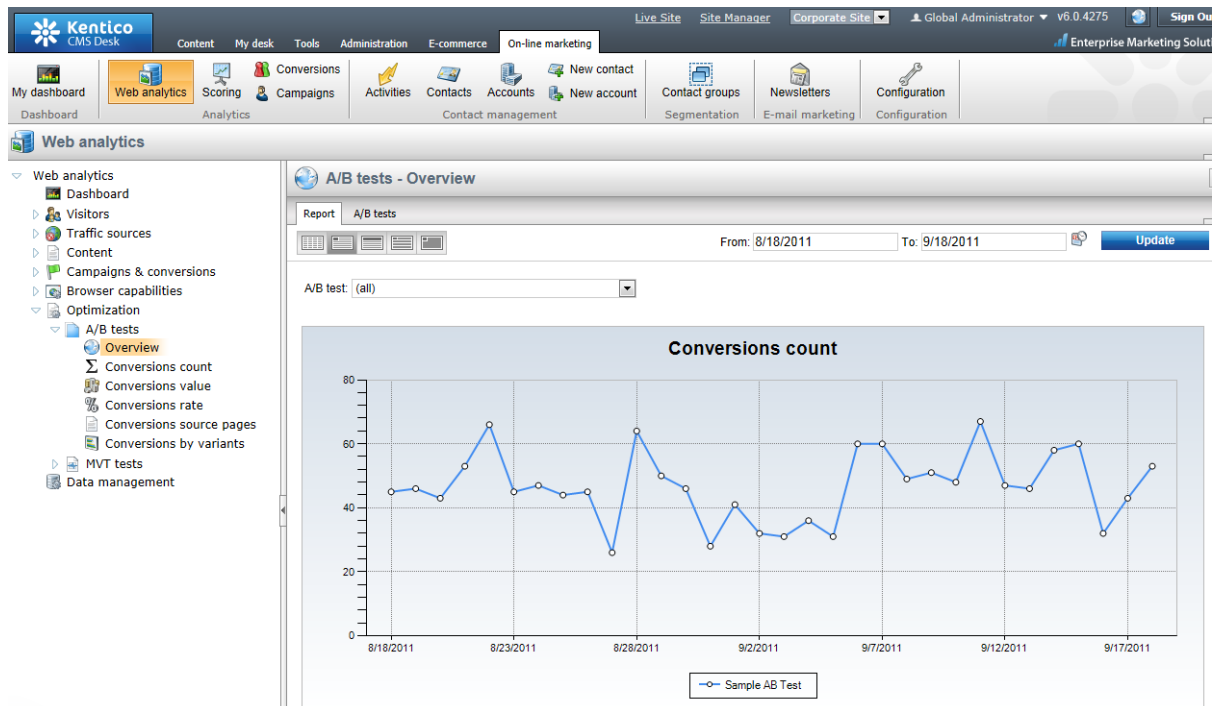 Kentico
CMS Desk
Live Site Site Manager Corporate Site Global Administrator v6.0.4275 Sign Ou
Content My desk Tools Administration E-commerce On-line marketing
Enterprise Marketing Soluti
My dashboard
Dashboard
Web analytics Scoring
Conversions
Campaigns
Analytics
Activities Contacts Accounts
New contact
New account
Contact management
Contact groups
Segmentation
Newsletters
E-mail marketing
Configuration
Configuration
Web analytics
Web analytics
Dashboard
Visitors
Traffic sources
Content
Campaigns & conversions
Browser capabilities
Optimization
A/B tests
Overview
Conversions count
Conversions value
Conversions rate
Conversions source pages
Conversions by variants
MVT tests
Data management
A/B tests - Overview
Report A/B tests
From: 8/18/2011 To: 9/18/2011 Update
A/B test: (all)
Conversions count
80
60
40
20
0
8/18/2011 8/23/2011 8/28/2011 9/2/2011 9/7/2011 9/12/2011 9/17/2011
Sample AB Test